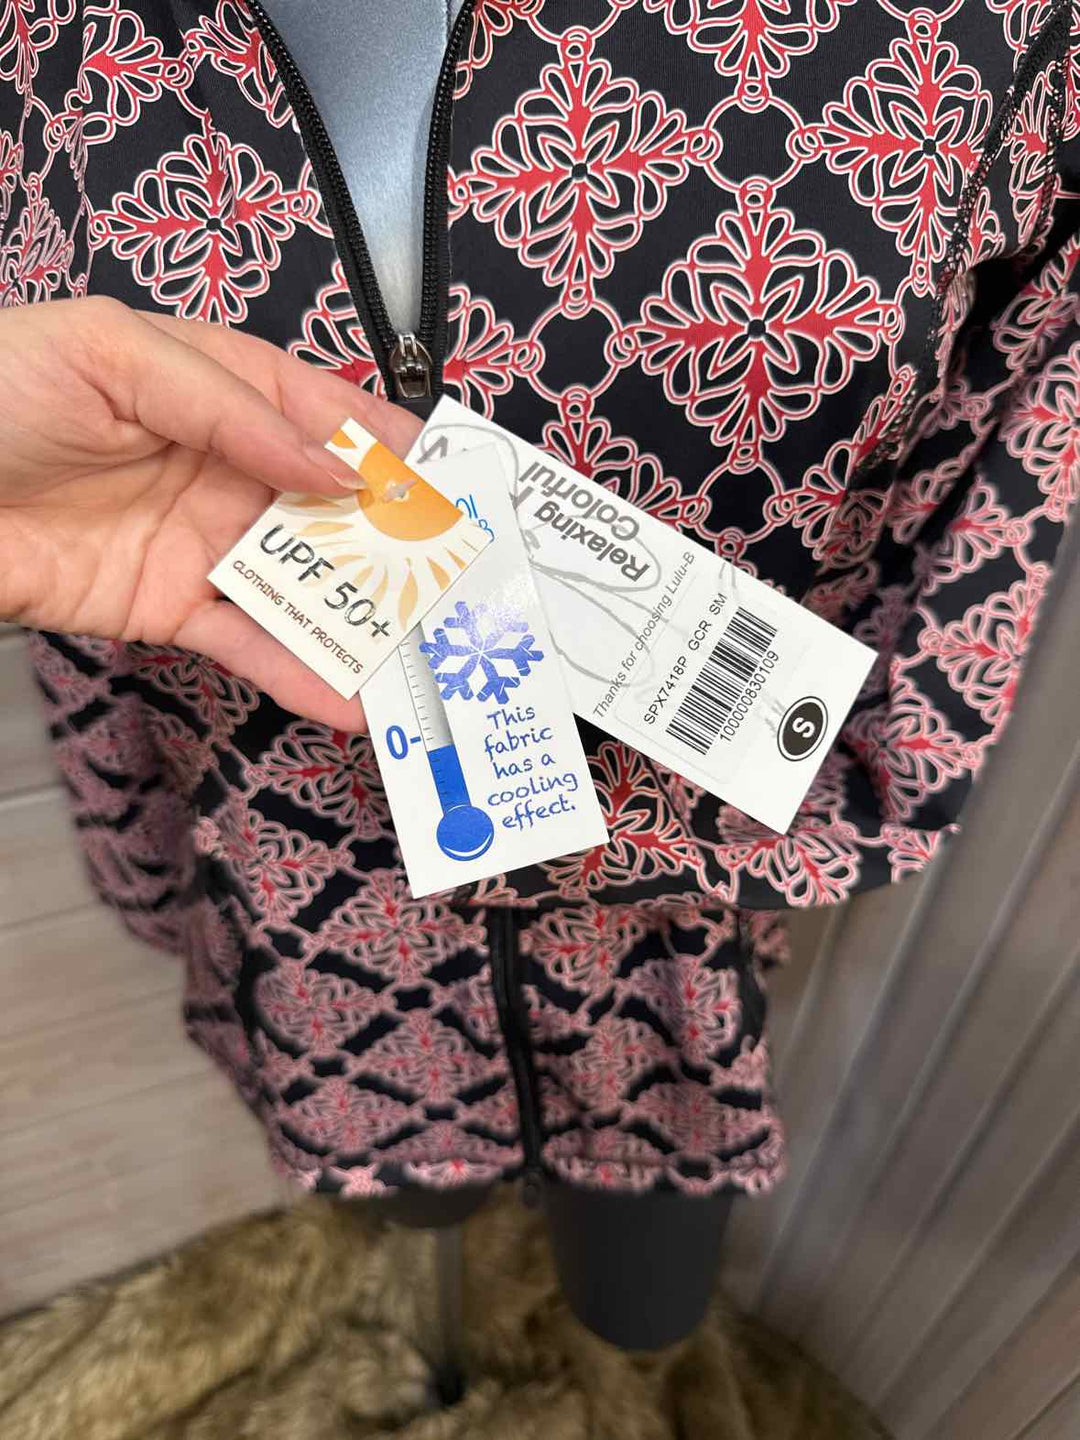 UPF 50+
CLOTHING THAT PROTECTS
0-
This
fabric
has a
cooling
effect.
Relaxing
Colorful
Thanks for choosing Lulu-B
SPX7418P GCR SM
100000830109
S